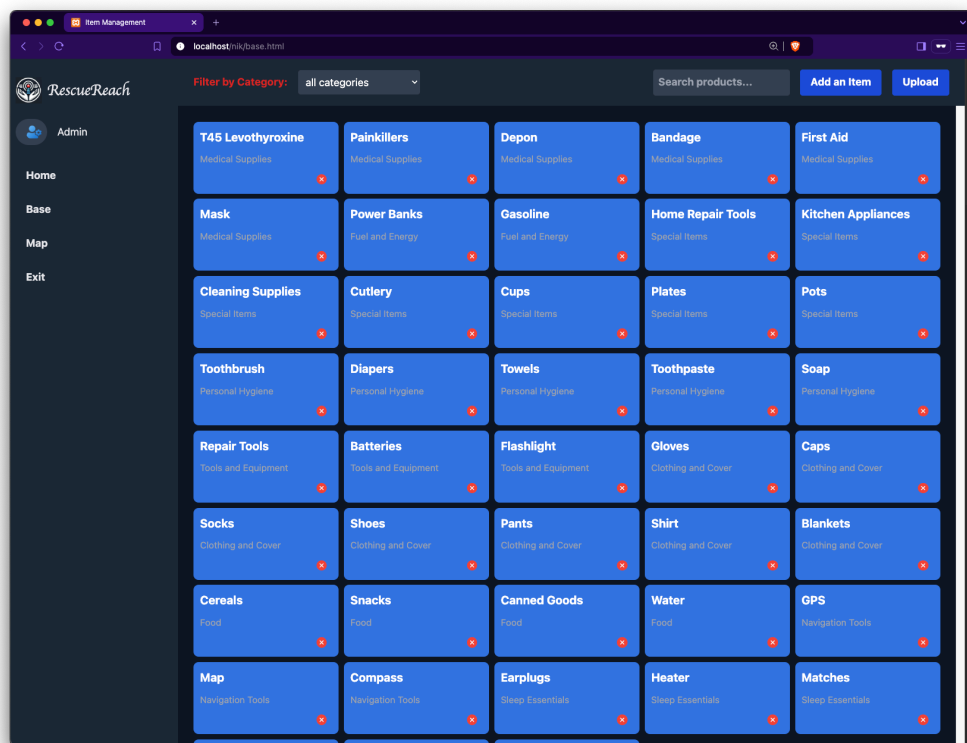 Item Management
localhost/nik/base.html
RescueReach
Filter by Category:
all categories
Search products...
Add an Item
Upload
Admin
Home
Base
Map
Exit
T45 Levothyroxine
Medical Supplies
Painkillers
Medical Supplies
Depon
Medical Supplies
Bandage
Medical Supplies
First Aid
Medical Supplies
Mask
Medical Supplies
Power Banks
Fuel and Energy
Gasoline
Fuel and Energy
Home Repair Tools
Special Items
Kitchen Appliances
Special Items
Cleaning Supplies
Special Items
Cutlery
Special Items
Cups
Special Items
Plates
Special Items
Pots
Special Items
Toothbrush
Personal Hygiene
Diapers
Personal Hygiene
Towels
Personal Hygiene
Toothpaste
Personal Hygiene
Soap
Personal Hygiene
Repair Tools
Tools and Equipment
Batteries
Tools and Equipment
Flashlight
Tools and Equipment
Gloves
Clothing and Cover
Caps
Clothing and Cover
Socks
Clothing and Cover
Shoes
Clothing and Cover
Pants
Clothing and Cover
Shirt
Clothing and Cover
Blankets
Clothing and Cover
Cereals
Food
Snacks
Food
Canned Goods
Food
Water
Food
GPS
Navigation Tools
Map
Navigation Tools
Compass
Navigation Tools
Earplugs
Sleep Essentials
Heater
Sleep Essentials
Matches
Sleep Essentials